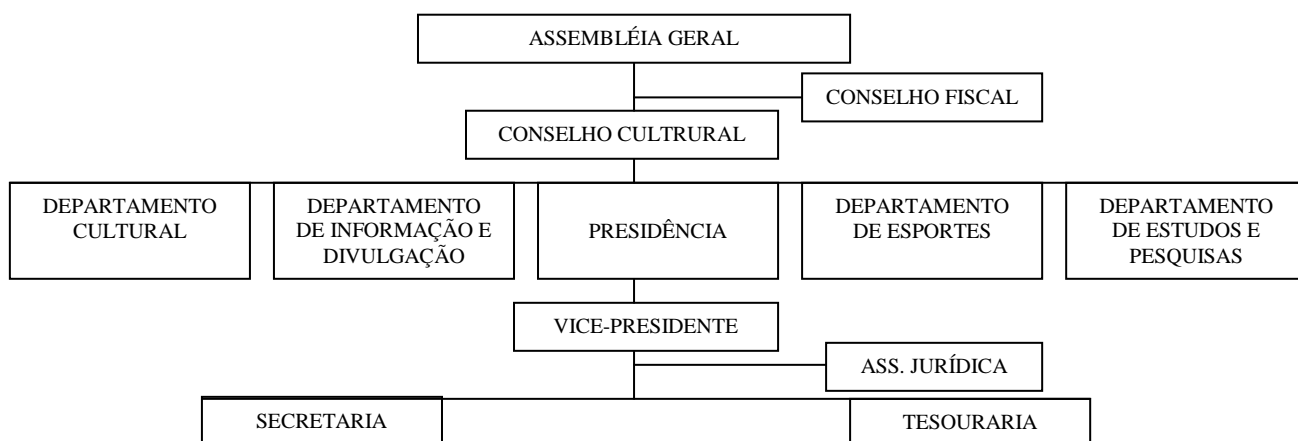 ASSEMBLÉIA GERAL
CONSELHO FISCAL
CONSELHO CULTRURAL
DEPARTAMENTO
CULTURAL
DEPARTAMENTO
DE INFORMAÇÃO E
DIVULGAÇÃO
PRESIDÊNCIA
DEPARTAMENTO
DE ESPORTES
DEPARTAMENTO
DE ESTUDOS E
PESQUISAS
VICE-PRESIDENTE
ASS. JURÍDICA
SECRETARIA
TESOURARIA